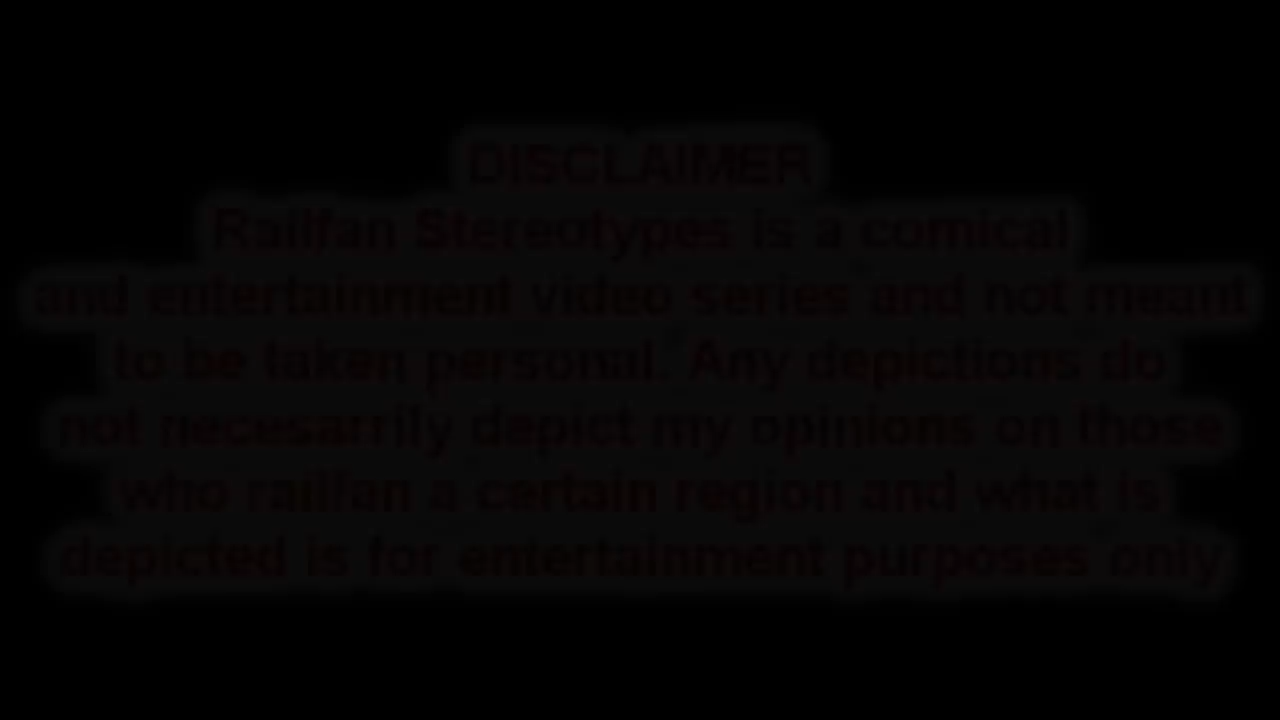 DISCLAIMER
Railfan Stereotypes is a comical
and entertainment video series and not meant
to be taken personal. Any depictions do
not necesarrily depict my opinions on those
who railfan a certain region and what is
depicted is for entertainment purposes only